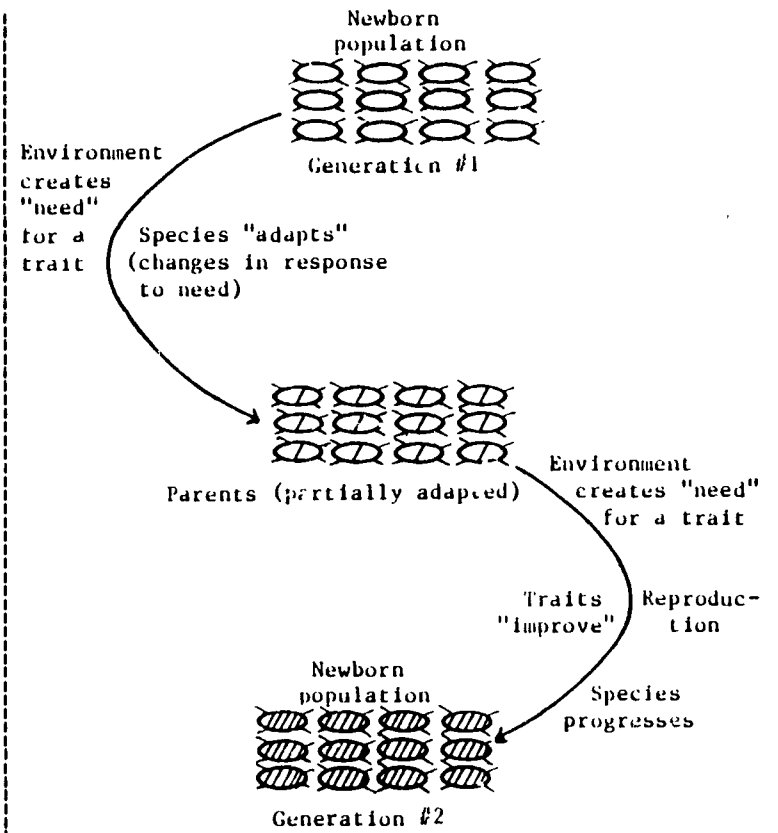 Newborn
population
Generation #1
Environment
creates
"need"
for a
trait
Species "adapts"
(changes in response
to need)
Parents (partially adapted)
Environment
creates "need"
for a trait
Traits
"improve"
Reproduc-
tion
Species
progresses
Newborn
population
Generation #2